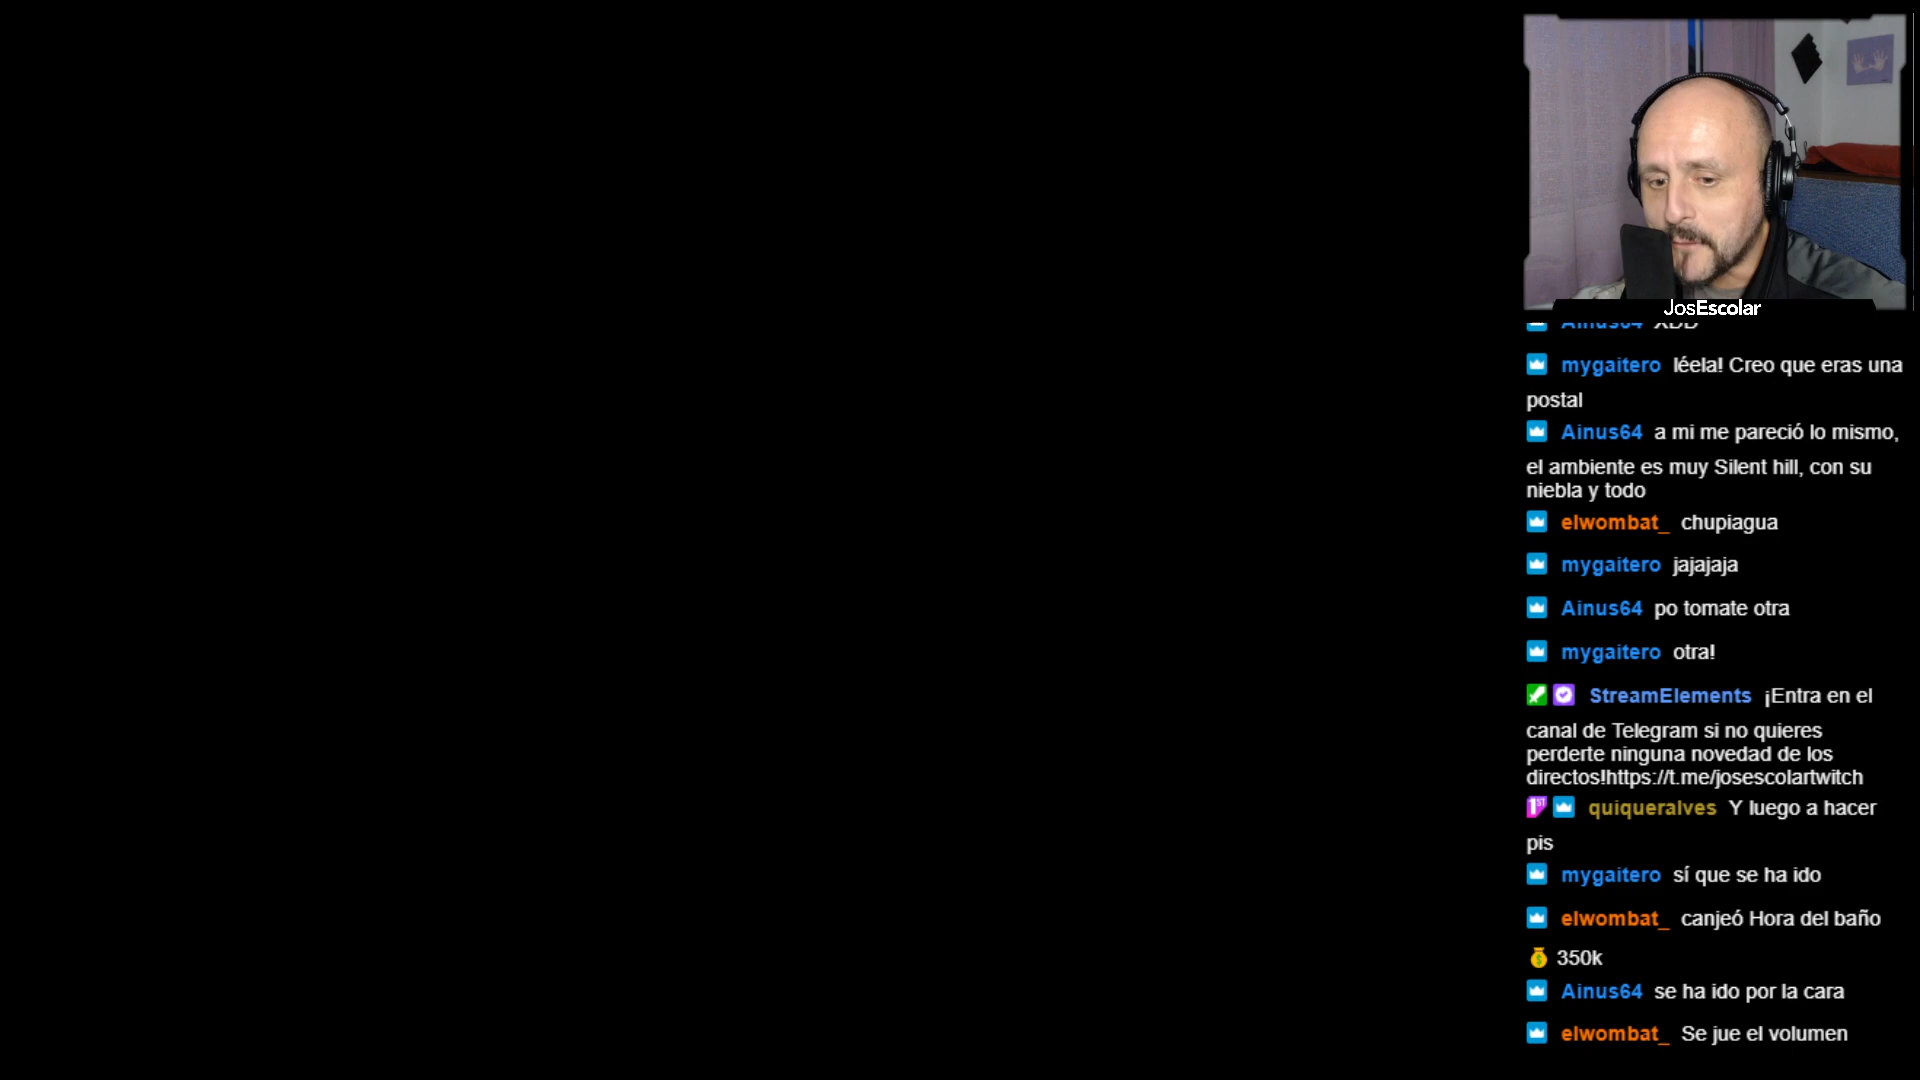 JosEscolar
Ainus64 XDD
mygaitero léela! Creo que eras una
postal
Ainus64 a mi me pareció lo mismo,
el ambiente es muy Silent hill, con su
niebla y todo
elwombat_ chupiagua
mygaitero jajajaja
Ainus64 po tomate otra
mygaitero otra!
StreamElements ¡Entra en el
canal de Telegram si no quieres
perderte ninguna novedad de los
directos!https://t.me/josescolartwitch
1ST quiqueralves Y luego a hacer
pis
mygaitero sí que se ha ido
elwombat_ canjeó Hora del baño
350k
Ainus64 se ha ido por la cara
elwombat_ Se jue el volumen